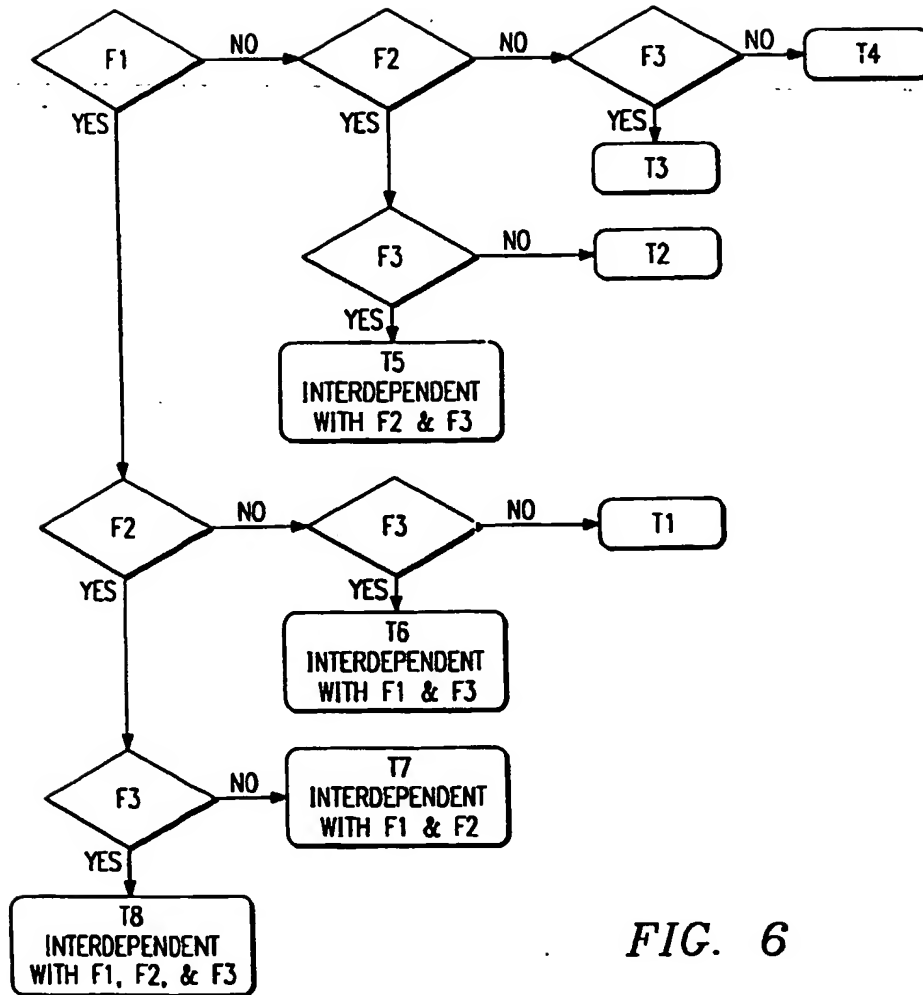 F1 NO F2 NO F3 NO T4
YES YES YES
T3
F3 NO T2
YES
T5
INTERDEPENDENT
WITH F2 & F3
F2 NO F3 NO T1
YES YES
T6
INTERDEPENDENT
WITH F1 & F3
F3 NO T7
INTERDEPENDENT
WITH F1 & F2
YES
T8
INTERDEPENDENT
WITH F1, F2, & F3
FIG. 6